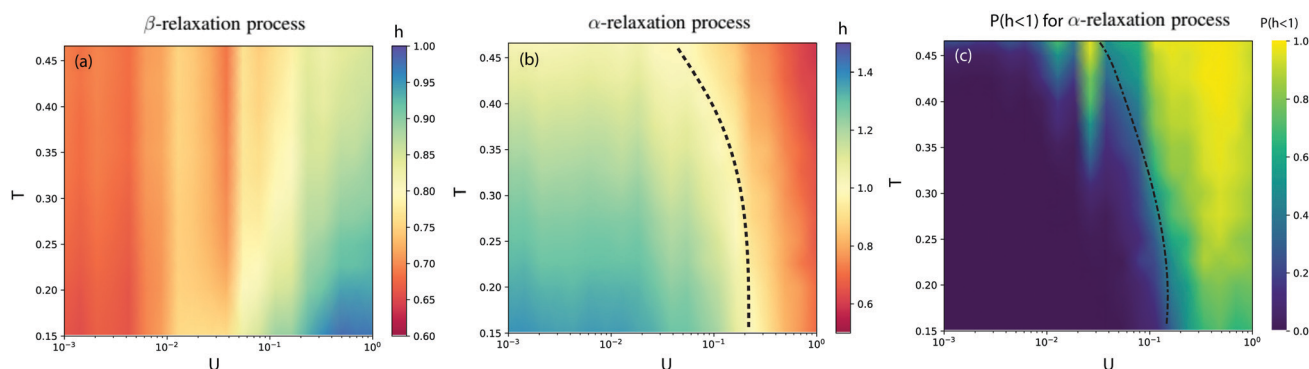 β-relaxation process
h
(a)
1.00
0.95
0.90
0.85
0.80
0.75
0.70
0.65
0.60
0.45
0.40
0.35
0.30
0.25
0.20
0.15
T
10⁻³ 10⁻² 10⁻¹ 10⁰
U
α-relaxation process
h
(b)
1.4
1.2
1.0
0.8
0.6
0.45
0.40
0.35
0.30
0.25
0.20
0.15
T
10⁻³ 10⁻² 10⁻¹ 10⁰
U
P(h<1) for α-relaxation process
P(h<1)
(c)
1.0
0.8
0.6
0.4
0.2
0.0
0.45
0.40
0.35
0.30
0.25
0.20
0.15
T
10⁻³ 10⁻² 10⁻¹ 10⁰
U